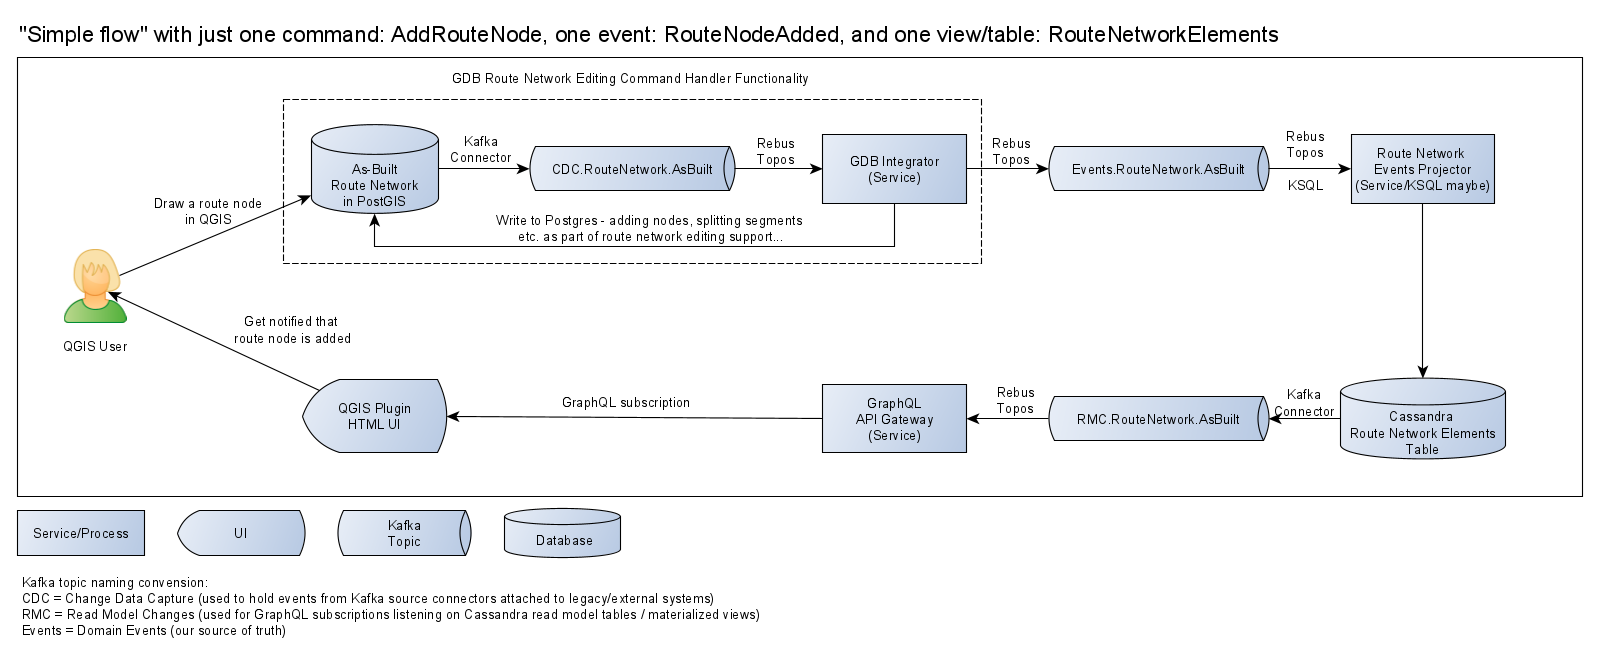 "Simple flow" with just one command: AddRouteNode, one event: RouteNodeAdded, and one view/table: RouteNetworkElements
GDB Route Network Editing Command Handler Functionality
As-Built
Route Network
in PostGIS
Kafka
Connector
CDC.RouteNetwork.AsBuilt
Rebus
Topos
GDB Integrator
(Service)
Rebus
Topos
Events.RouteNetwork.AsBuilt
Rebus
Topos
KSQL
Route Network
Events Projector
(Service/KSQL maybe)
Draw a route node
in QGIS
Write to Postgres - adding nodes, splitting segments
etc. as part of route network editing support...
QGIS User
Get notified that
route node is added
QGIS Plugin
HTML UI
GraphQL subscription
GraphQL
API Gateway
(Service)
Rebus
Topos
RMC.RouteNetwork.AsBuilt
Kafka
Connector
Cassandra
Route Network Elements
Table
Service/Process
UI
Kafka
Topic
Database
Kafka topic naming convension:
CDC = Change Data Capture (used to hold events from Kafka source connectors attached to legacy/external systems)
RMC = Read Model Changes (used for GraphQL subscriptions listening on Cassandra read model tables / materialized views)
Events = Domain Events (our source of truth)